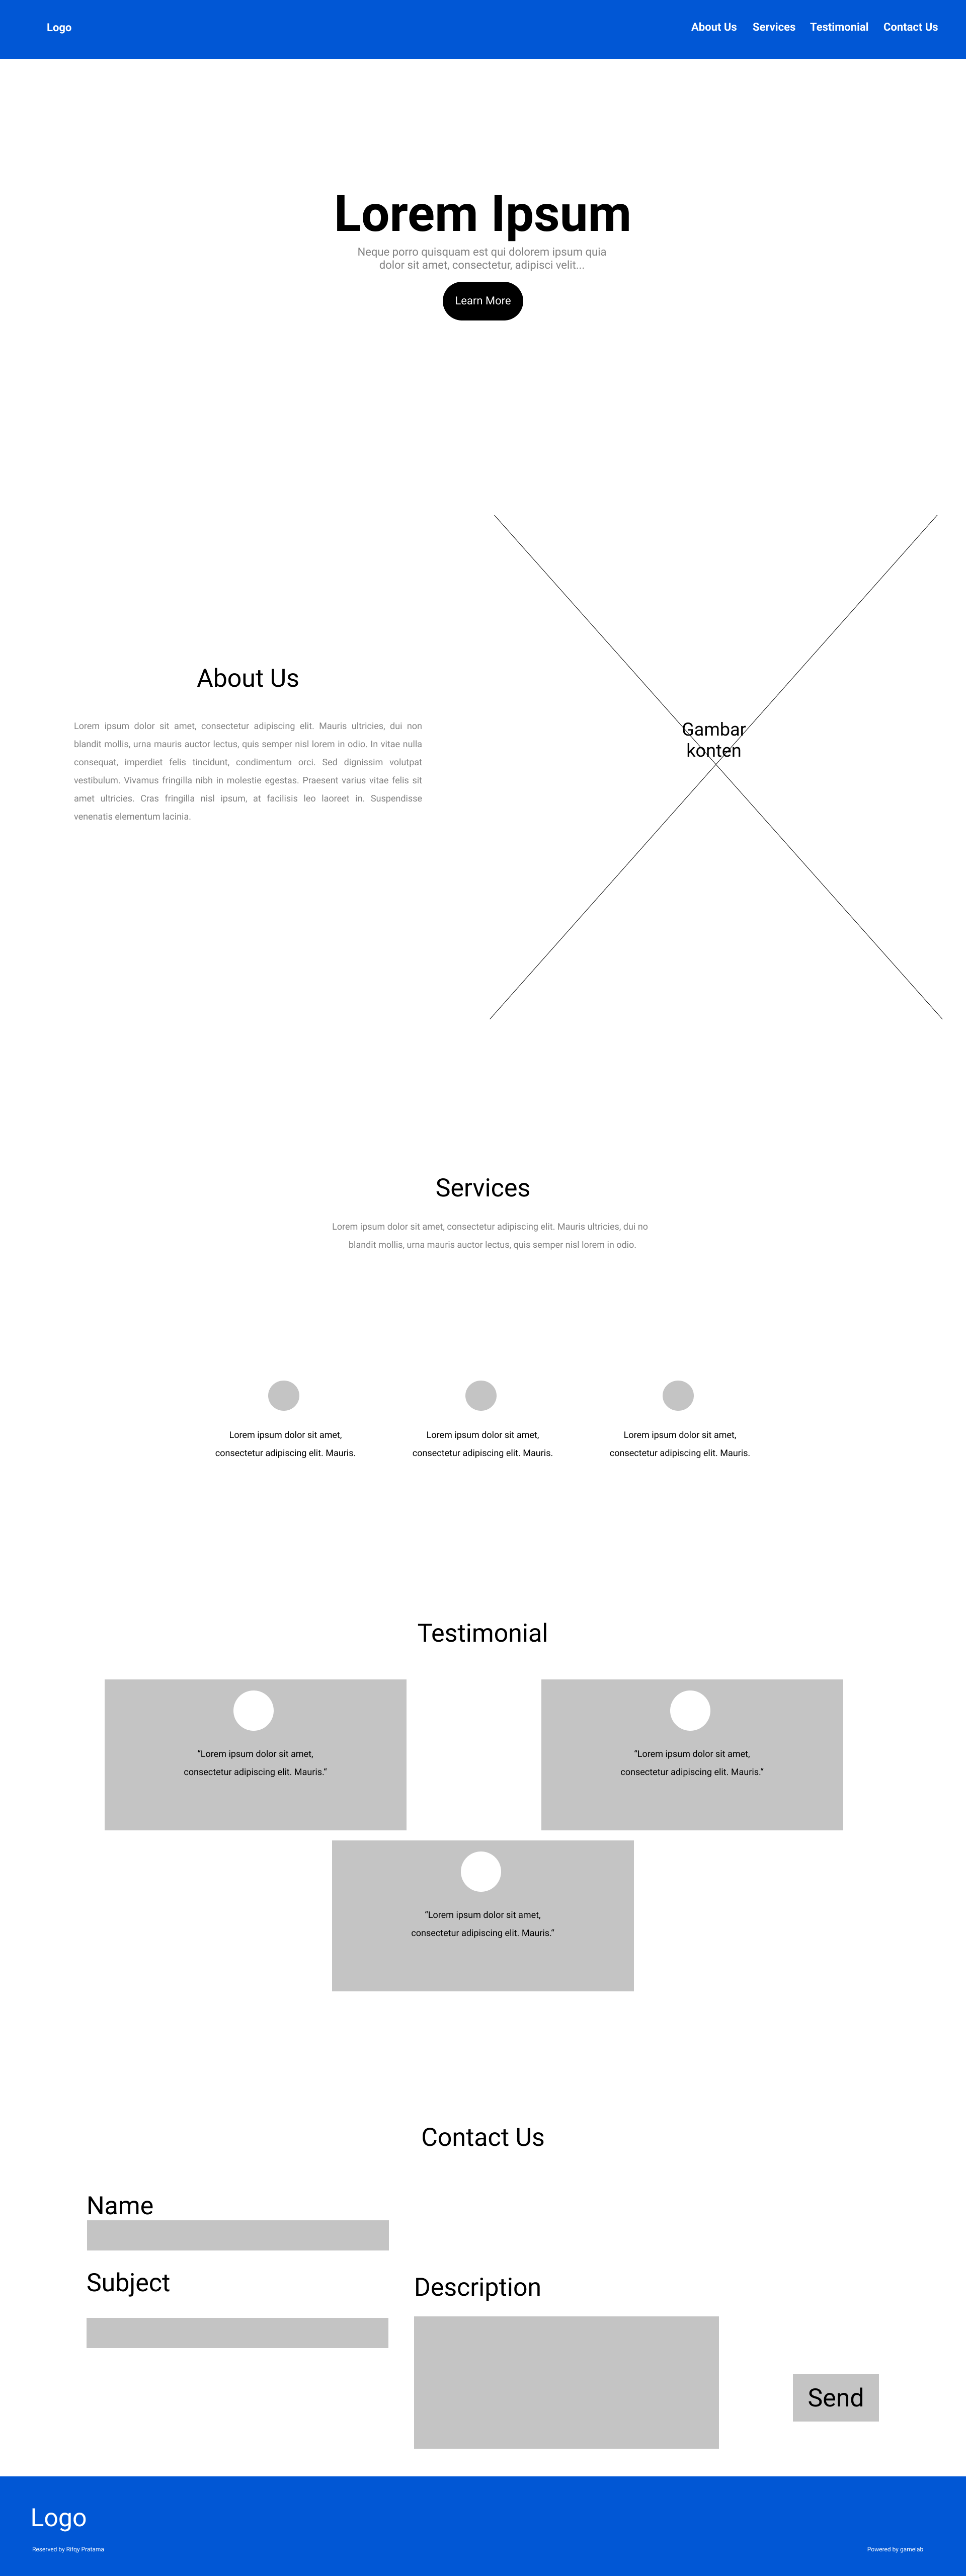 Logo
About Us Services Testimonial Contact Us
Lorem Ipsum
Neque porro quisquam est qui dolorem ipsum quia
dolor sit amet, consectetur, adipisci velit...
Learn More
About Us
Lorem ipsum dolor sit amet, consectetur adipiscing elit. Mauris ultricies, dui non
blandit mollis, urna mauris auctor lectus, quis semper nisl lorem in odio. In vitae nulla
consequat, imperdiet felis tincidunt, condimentum orci. Sed dignissim volutpat
vestibulum. Vivamus fringilla nibh in molestie egestas. Praesent varius vitae felis sit
amet ultricies. Cras fringilla nisl ipsum, at facilisis leo laoreet in. Suspendisse
venenatis elementum lacinia.
Gambar
konten
Services
Lorem ipsum dolor sit amet, consectetur adipiscing elit. Mauris ultricies, dui no
blandit mollis, urna mauris auctor lectus, quis semper nisl lorem in odio.
Lorem ipsum dolor sit amet,
consectetur adipiscing elit. Mauris.
Lorem ipsum dolor sit amet,
consectetur adipiscing elit. Mauris.
Lorem ipsum dolor sit amet,
consectetur adipiscing elit. Mauris.
Testimonial
“Lorem ipsum dolor sit amet,
consectetur adipiscing elit. Mauris.”
“Lorem ipsum dolor sit amet,
consectetur adipiscing elit. Mauris.”
“Lorem ipsum dolor sit amet,
consectetur adipiscing elit. Mauris.”
Contact Us
Name
Subject
Description
Send
Logo
Reserved by Rifqy Pratama
Powered by gamelab